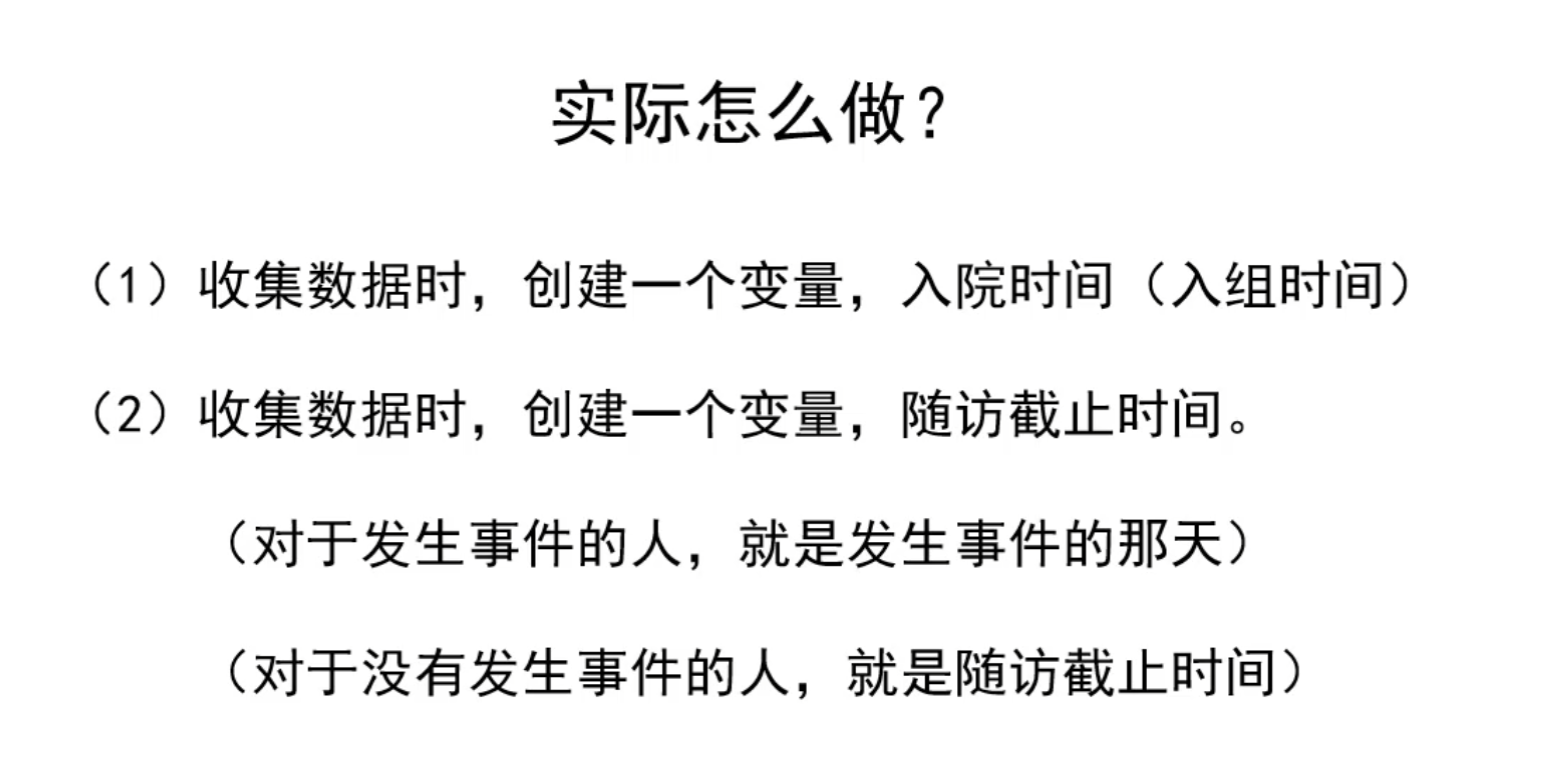 实际怎么做？
（1）收集数据时，创建一个变量，入院时间（入组时间）
（2）收集数据时，创建一个变量，随访截止时间。
（对于发生事件的人，就是发生事件的那天）
（对于没有发生事件的人，就是随访截止时间）